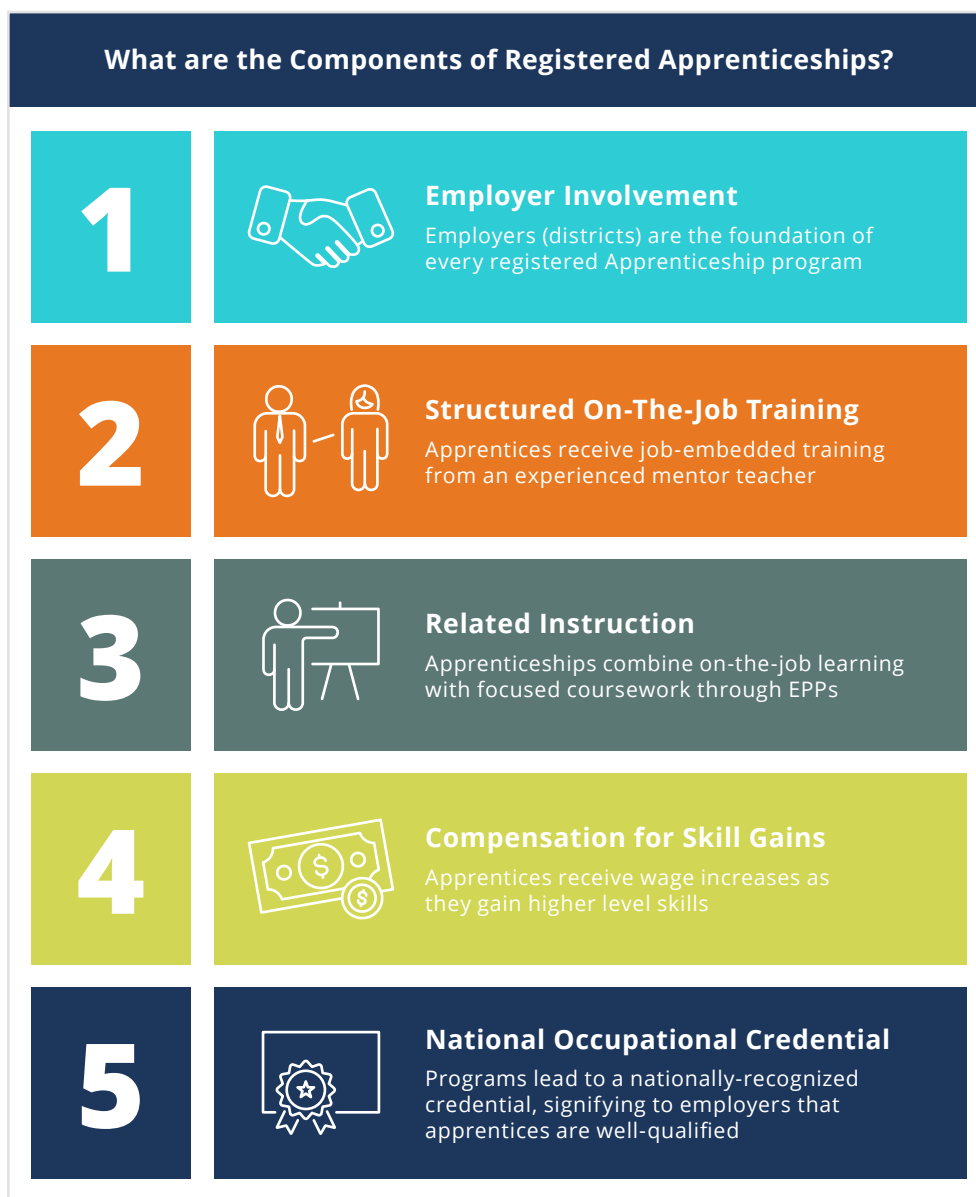 What are the Components of Registered Apprenticeships?
1
Employer Involvement
Employers (districts) are the foundation of
every registered Apprenticeship program
2
Structured On-The-Job Training
Apprentices receive job-embedded training
from an experienced mentor teacher
3
Related Instruction
Apprenticeships combine on-the-job learning
with focused coursework through EPPs
4
$
$
Compensation for Skill Gains
Apprentices receive wage increases as
they gain higher level skills
5
National Occupational Credential
Programs lead to a nationally-recognized
credential, signifying to employers that
apprentices are well-qualified